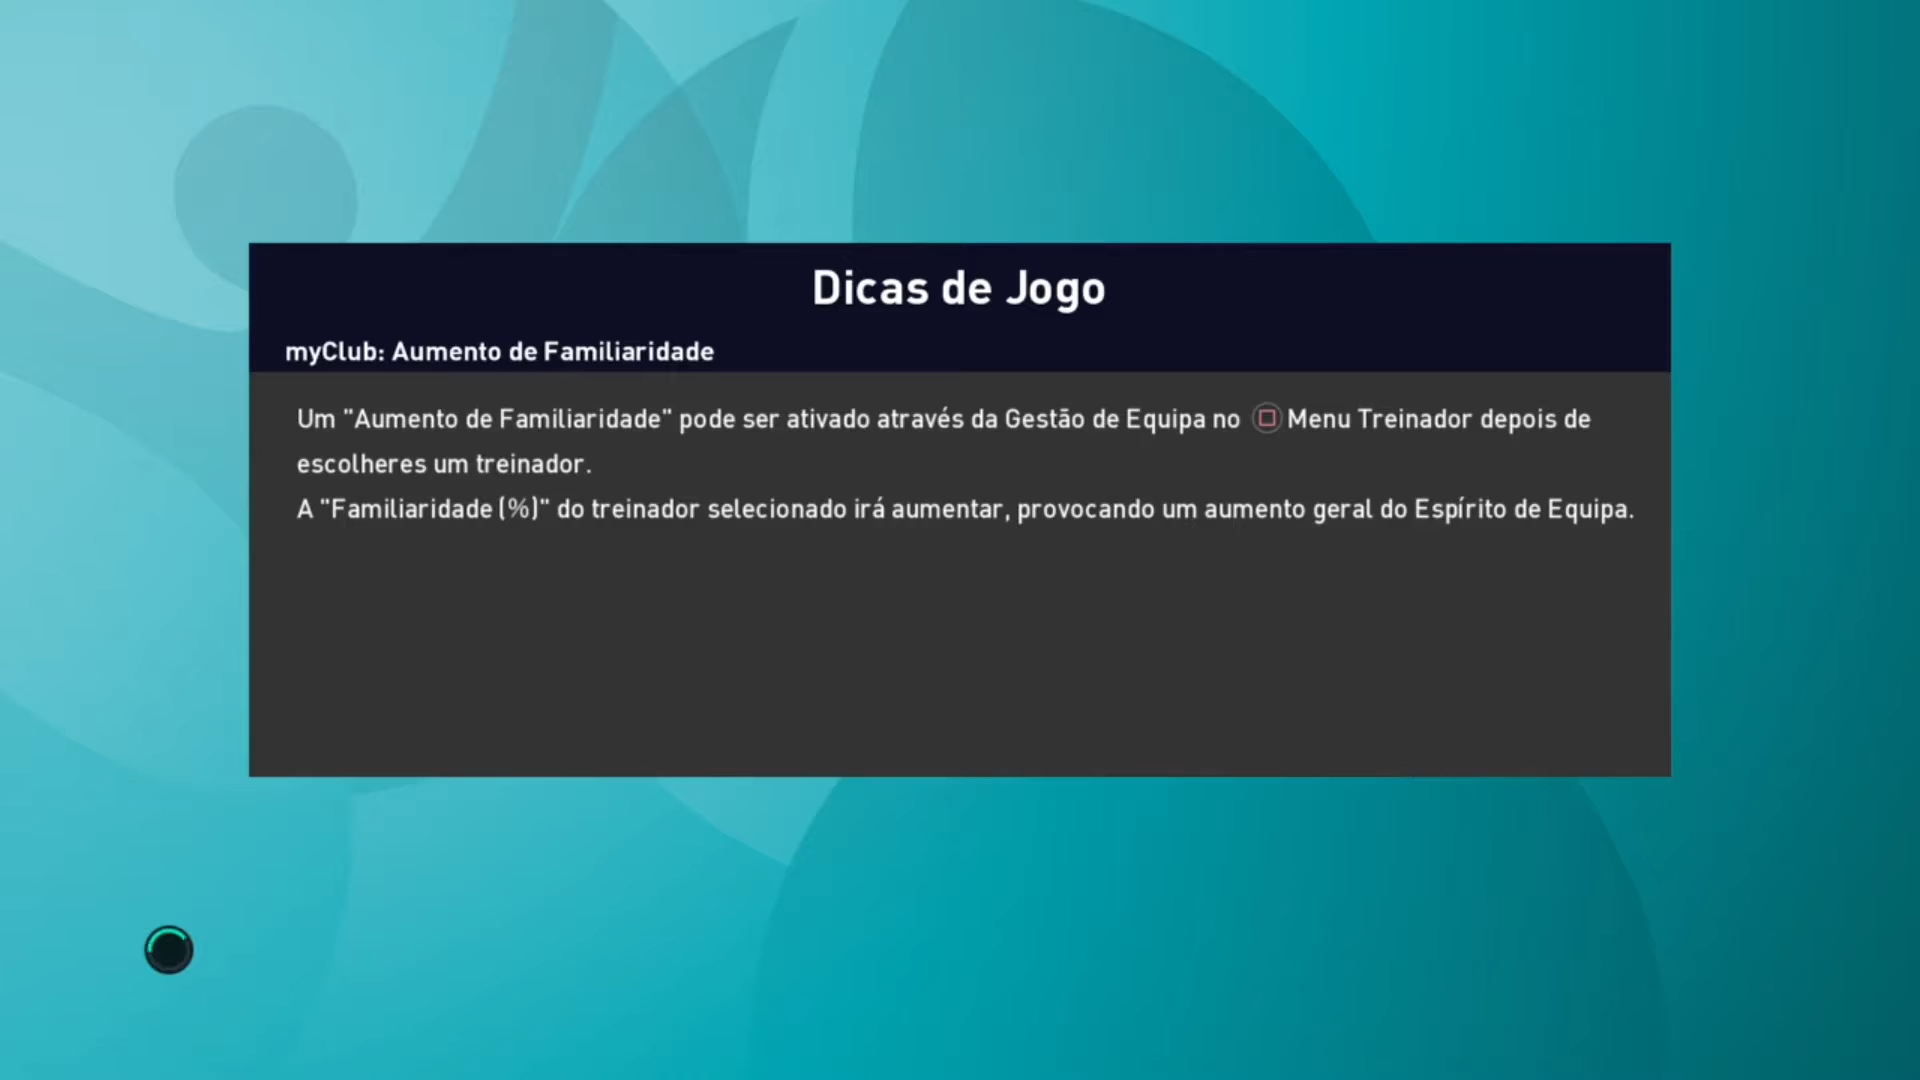 Dicas de Jogo
myClub: Aumento de Familiaridade
Um "Aumento de Familiaridade" pode ser ativado através da Gestão de Equipa no Menu Treinador depois de
escolheres um treinador.
A "Familiaridade (%)" do treinador selecionado irá aumentar, provocando um aumento geral do Espírito de Equipa.